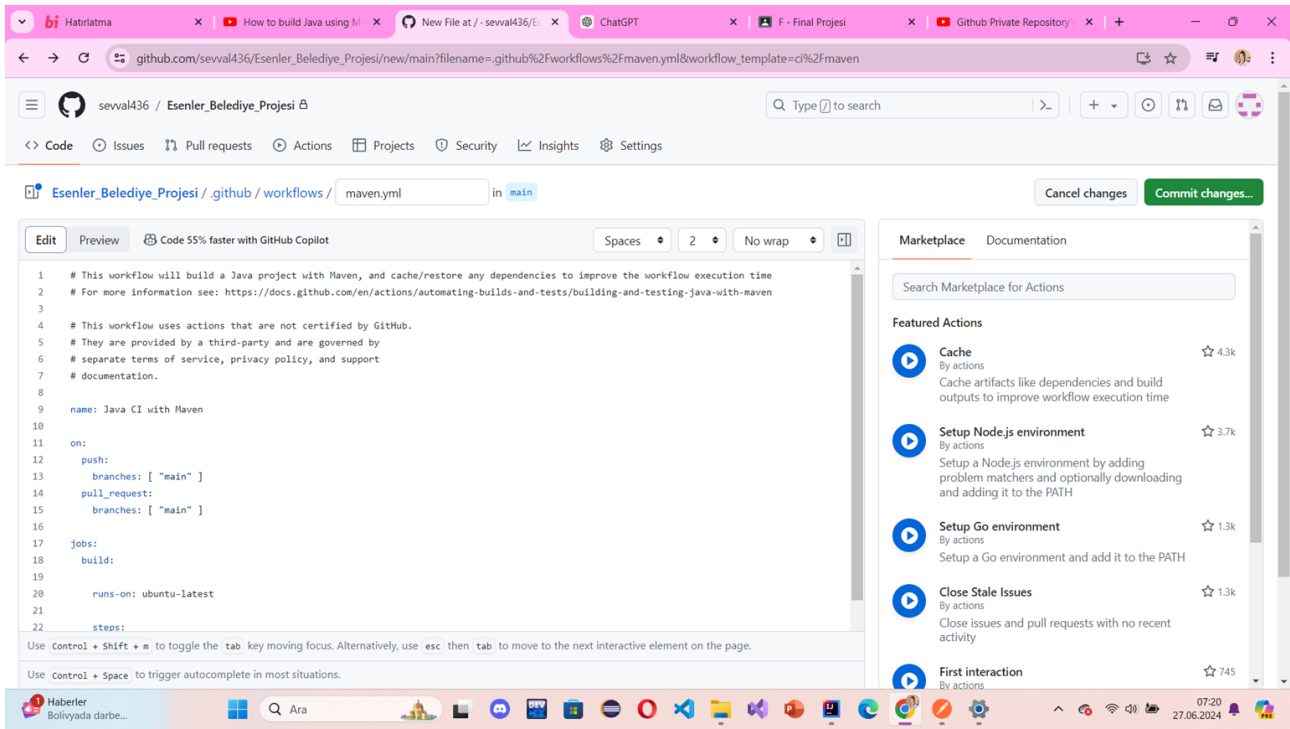 Hatırlatma
How to build Java using M
New File at / · sevval436/Es
ChatGPT
F - Final Projesi
Github Private Repository'
github.com/sevval436/Esenler_Belediye_Projesi/new/main?filename=.github%2Fworkflows%2Fmaven.yml&workflow_template=ci%2Fmaven
sevval436 / Esenler_Belediye_Projesi
Type / to search
Code Issues Pull requests Actions Projects Security Insights Settings
Esenler_Belediye_Projesi / .github / workflows / maven.yml in main
Cancel changes Commit changes...
Edit Preview Code 55% faster with GitHub Copilot
Spaces 2 No wrap
1 # This workflow will build a Java project with Maven, and cache/restore any dependencies to improve the workflow execution time
2 # For more information see: https://docs.github.com/en/actions/automating-builds-and-tests/building-and-testing-java-with-maven
3
4 # This workflow uses actions that are not certified by GitHub.
5 # They are provided by a third-party and are governed by
6 # separate terms of service, privacy policy, and support
7 # documentation.
8
9 name: Java CI with Maven
10
11 on:
12 push:
13 branches: [ "main" ]
14 pull_request:
15 branches: [ "main" ]
16
17 jobs:
18 build:
19
20 runs-on: ubuntu-latest
21
22 steps:
Use Control + Shift + m to toggle the tab key moving focus. Alternatively, use esc then tab to move to the next interactive element on the page.
Use Control + Space to trigger autocomplete in most situations.
Marketplace Documentation
Search Marketplace for Actions
Featured Actions
Cache 4.3k
By actions
Cache artifacts like dependencies and build
outputs to improve workflow execution time
Setup Node.js environment 3.7k
By actions
Setup a Node.js environment by adding
problem matchers and optionally downloading
and adding it to the PATH
Setup Go environment 1.3k
By actions
Setup a Go environment and add it to the PATH
Close Stale Issues 1.3k
By actions
Close issues and pull requests with no recent
activity
First interaction 745
By actions
1
Haberler
Bolivyada darbe...
Ara
DEV
07:20
27.06.2024
PRE